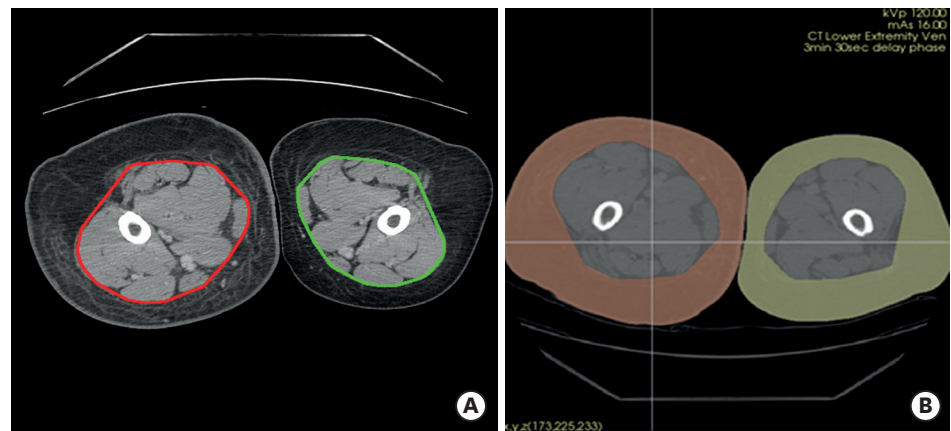 kVp 120.00
mAs 16.00
CT Lower Extremity Ven
3min 30sec delay phase
A
B
x,y,z(173,225,233)